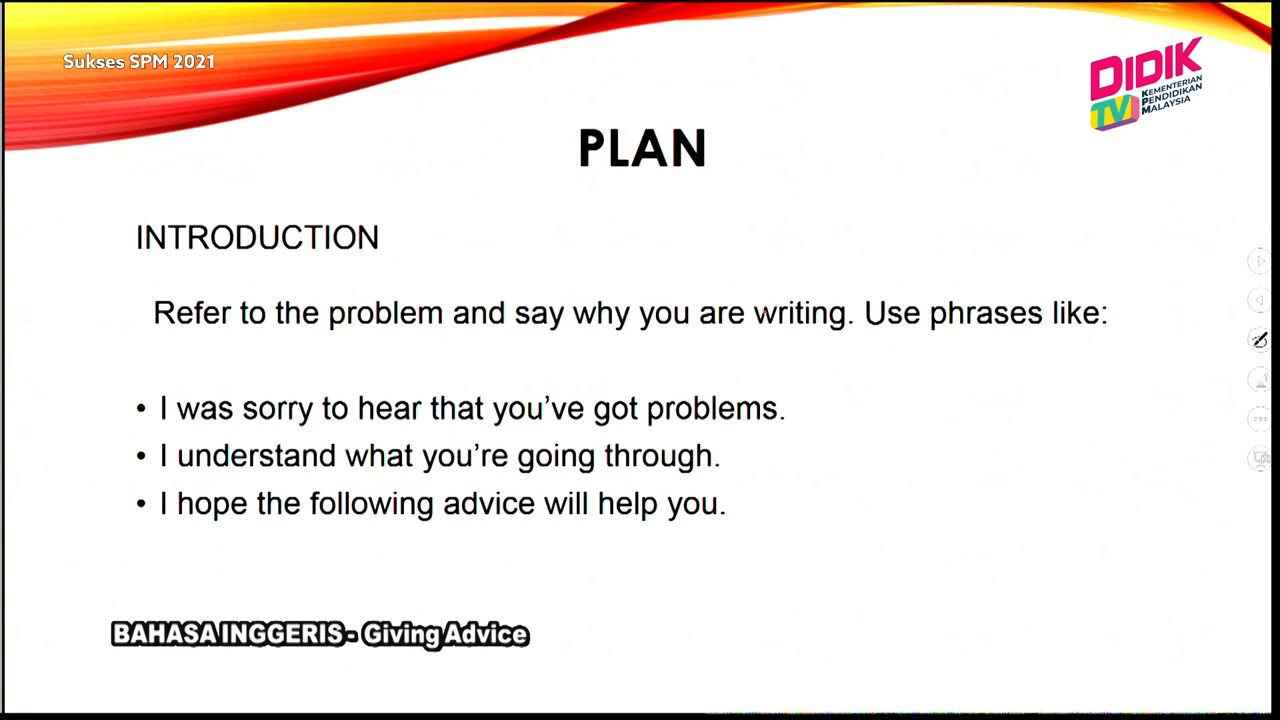 Sukses SPM 2021
DIDIK
TV
KEMENTERIAN
PENDIDIKAN
MALAYSIA
PLAN
INTRODUCTION
Refer to the problem and say why you are writing. Use phrases like:
• I was sorry to hear that you’ve got problems.
• I understand what you’re going through.
• I hope the following advice will help you.
BAHASA INGGERIS - Giving Advice